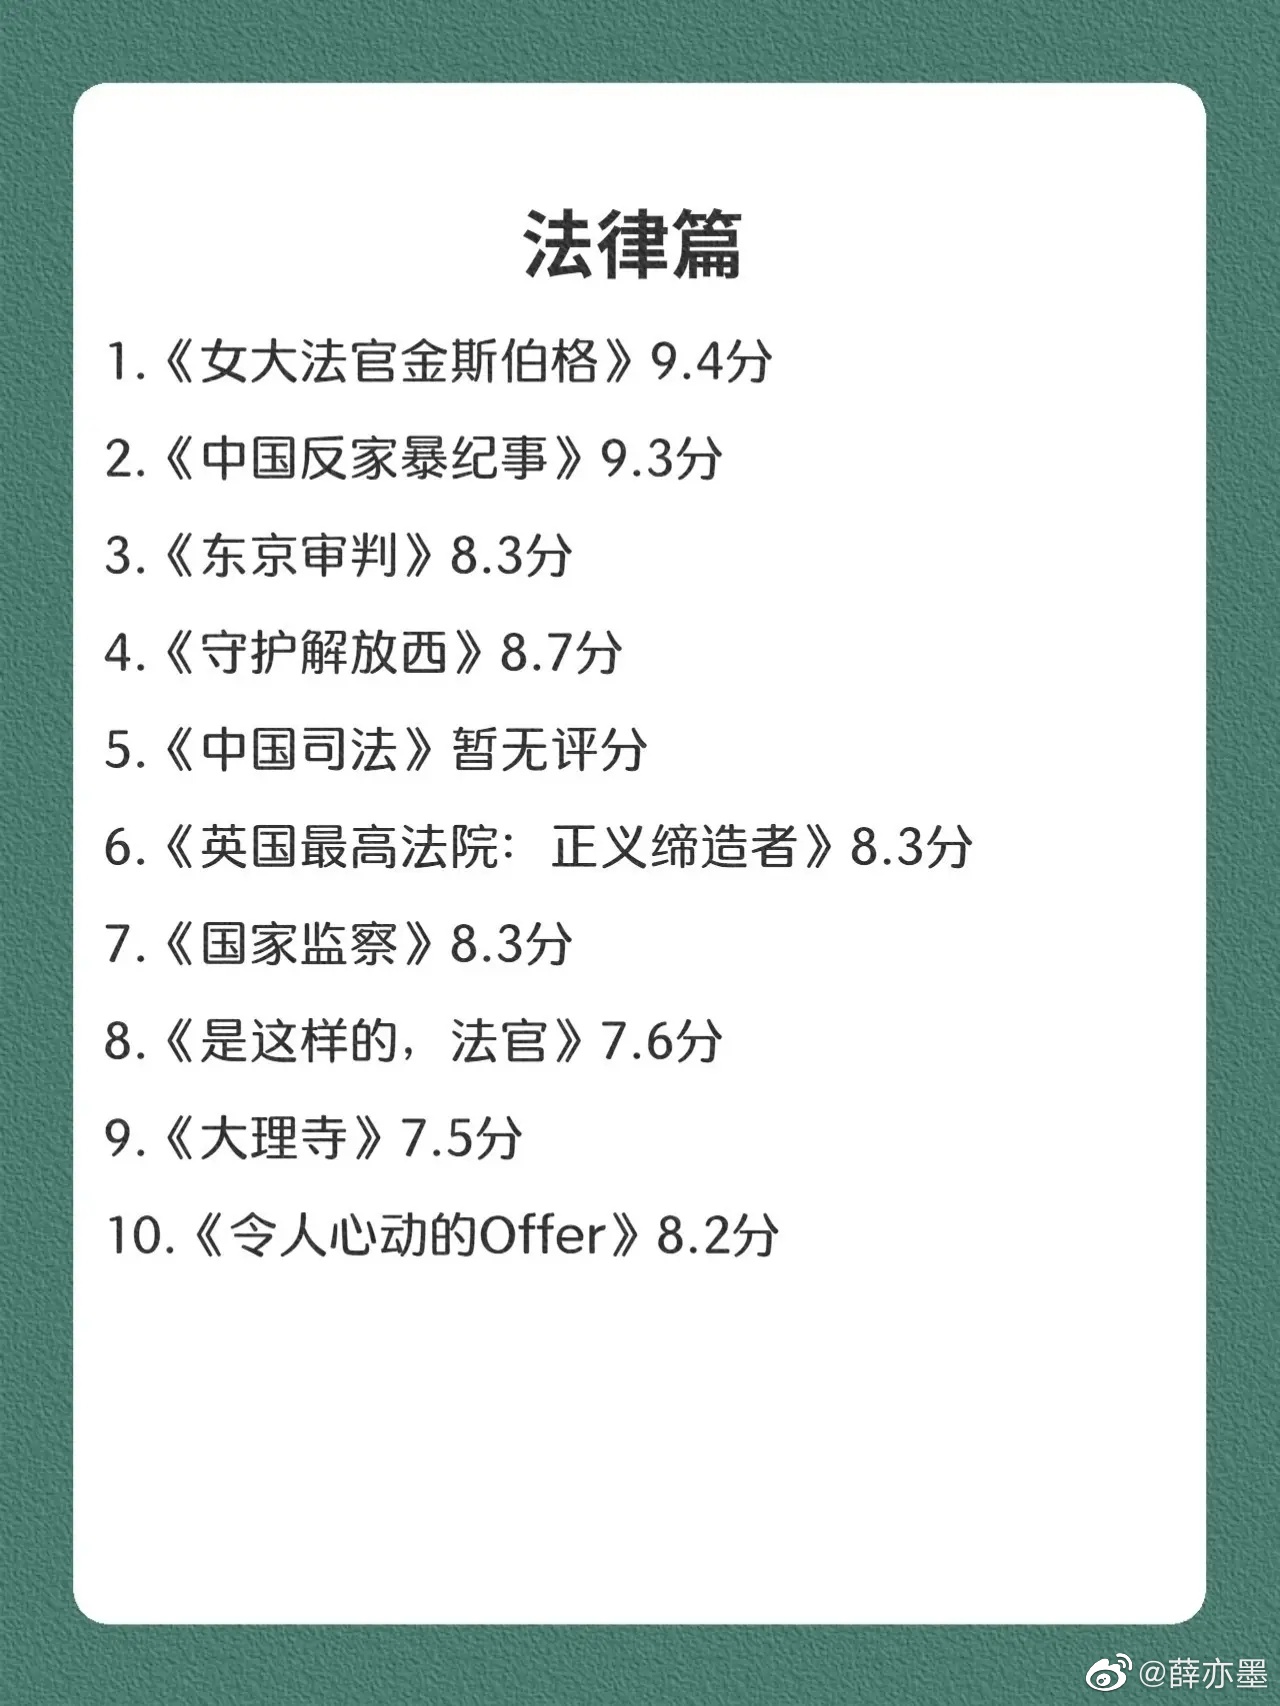 法律篇
1.《女大法官金斯伯格》9.4分
2.《中国反家暴纪事》9.3分
3.《东京审判》8.3分
4.《守护解放西》8.7分
5.《中国司法》暂无评分
6.《英国最高法院：正义缔造者》8.3分
7.《国家监察》8.3分
8.《是这样的，法官》7.6分
9.《大理寺》7.5分
10.《令人心动的Offer》8.2分
@薛亦墨